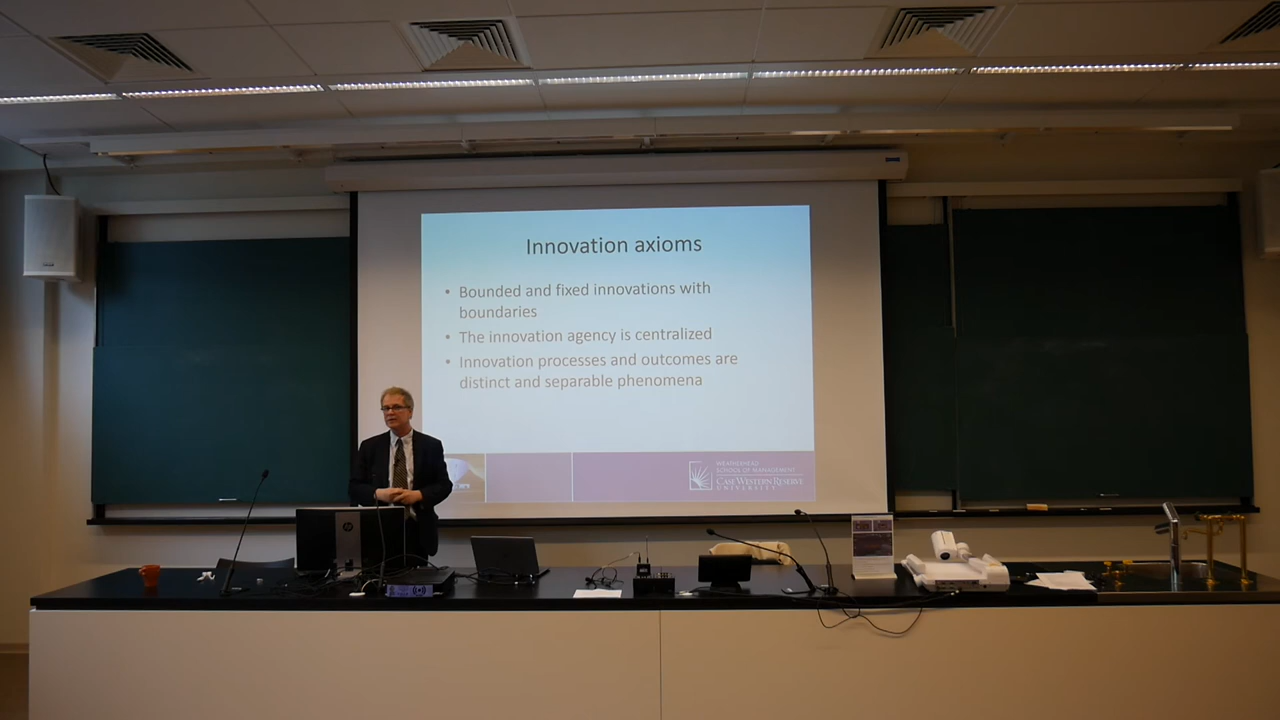 Innovation axioms
• Bounded and fixed innovations with
boundaries
• The innovation agency is centralized
• Innovation processes and outcomes are
distinct and separable phenomena
WEATHERHEAD
SCHOOL OF MANAGEMENT
CASE WESTERN RESERVE
UNIVERSITY
hp